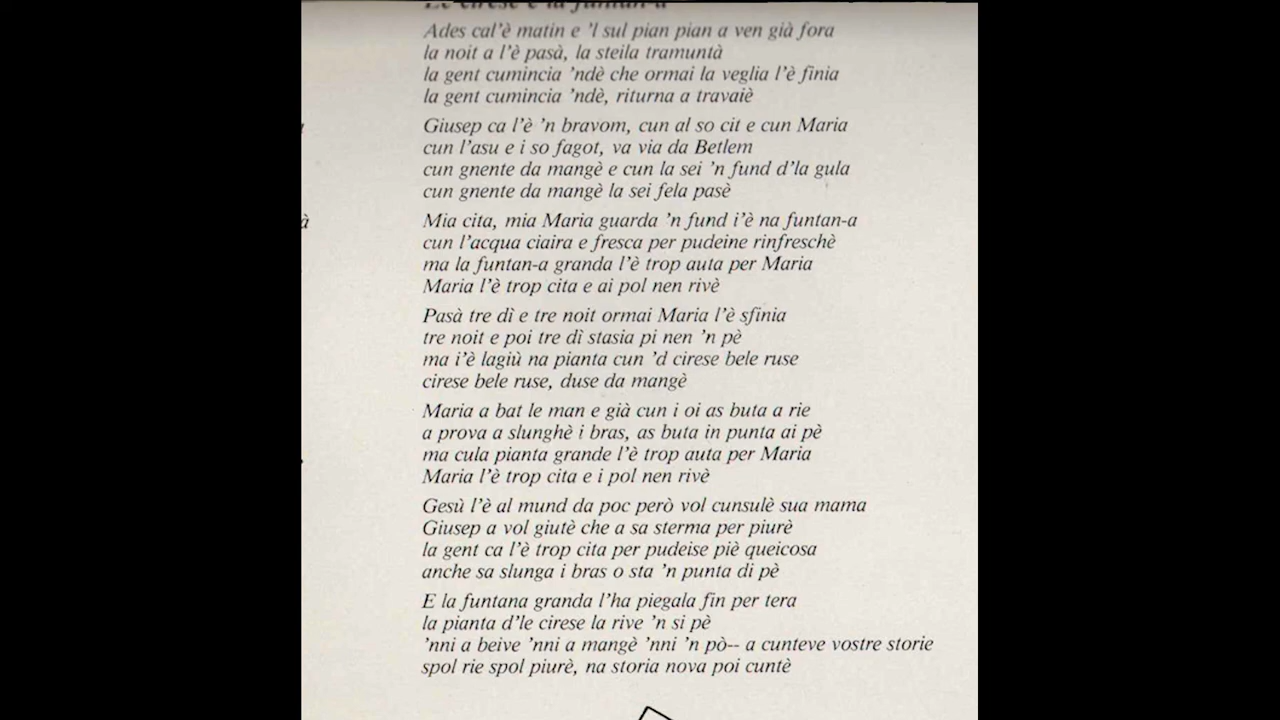 Le cirese e la funtan-a
Ades cal'è matin e 'l sul pian pian a ven già fora
la noit a l'è pasà, la steila tramuntà
la gent cumincia 'ndè che ormai la veglia l'è finia
la gent cumincia 'ndè, riturna a travaiè
Giusep ca l'è 'n bravom, cun al so cit e cun Maria
cun l'asu e i so fagot, va via da Betlem
cun gnente da mangè e cun la sei 'n fund d'la gula
cun gnente da mangè la sei fela pasè
Mia cita, mia Maria guarda 'n fund i'è na funtan-a
cun l'acqua ciaira e fresca per pudeine rinfreschè
ma la funtan-a granda l'è trop auta per Maria
Maria l'è trop cita e ai pol nen rivè
Pasà tre dì e tre noit ormai Maria l'è sfinia
tre noit e poi tre dì stasia pi nen 'n pè
ma i'è lagiù na pianta cun 'd cirese bele ruse
cirese bele ruse, duse da mangè
Maria a bat le man e già cun i oi as buta a rie
a prova a slunghè i bras, as buta in punta ai pè
ma cula pianta grande l'è trop auta per Maria
Maria l'è trop cita e i pol nen rivè
Gesù l'è al mund da poc però vol cunsulè sua mama
Giusep a vol giutè che a sa sterma per piurè
la gent ca l'è trop cita per pudeise piè queicosa
anche sa slunga i bras o sta 'n punta di pè
E la funtana granda l'ha piegala fin per tera
la pianta d'le cirese la rive 'n si pè
'nni a beive 'nni a mangè 'nni 'n pò-- a cunteve vostre storie
spol rie spol piurè, na storia nova poi cuntè